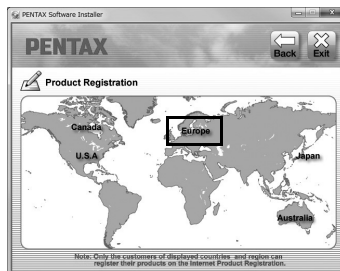 PENTAX Software Installer
PENTAX
Back
Exit
Product Registration
Canada
Europe
U.S.A
Japan
Australia
Note: Only the customers of displayed countries and region can
register their products on the Internet Product Registration.